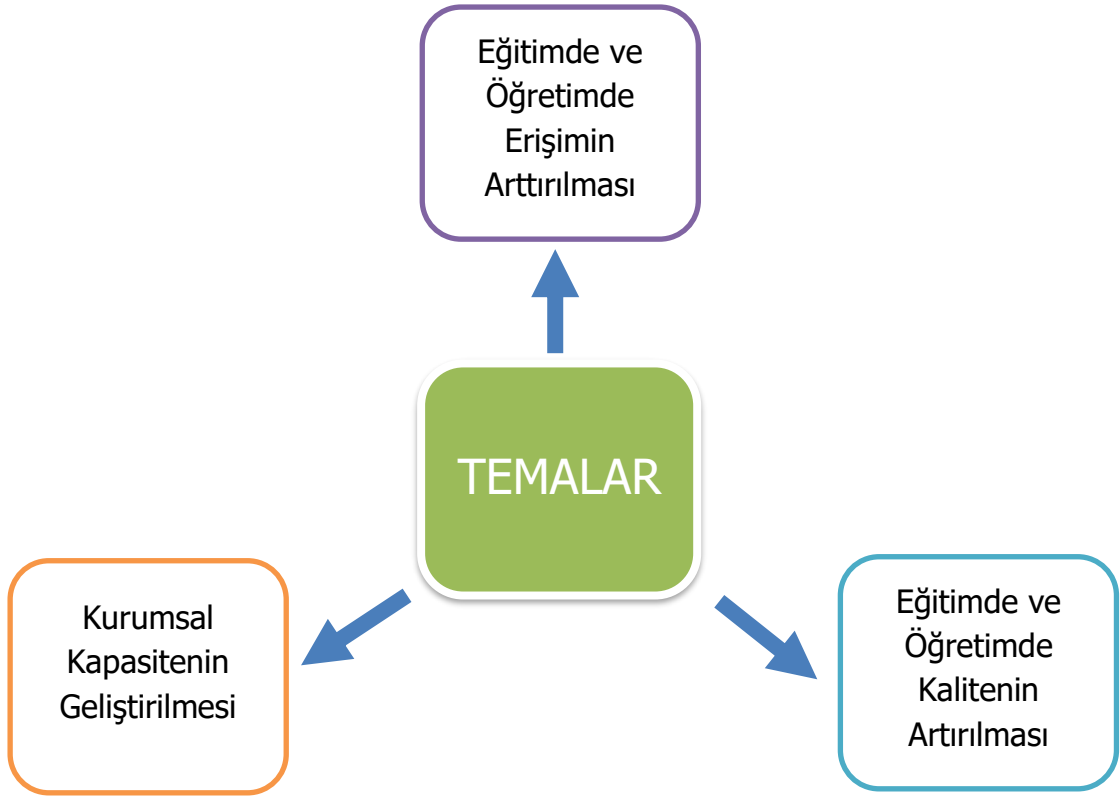 Eğitimde ve
Öğretimde
Erişimin
Arttırılması
TEMALAR
Kurumsal
Kapasitenin
Geliştirilmesi
Eğitimde ve
Öğretimde
Kalitenin
Artırılması